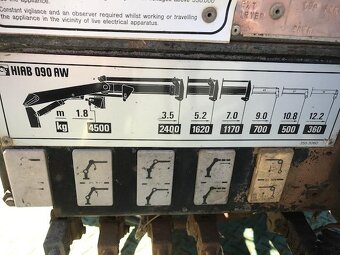 the appliance.
Constant vigilance and an observer required whilst working or travelling
the appliance in the vicinity of live electrical apparatus.
HIAB 090 AW
m 1.8 3.5 5.2 7.0 9.0 10.8 12.2
kg 4500 2400 1620 1170 700 500 360